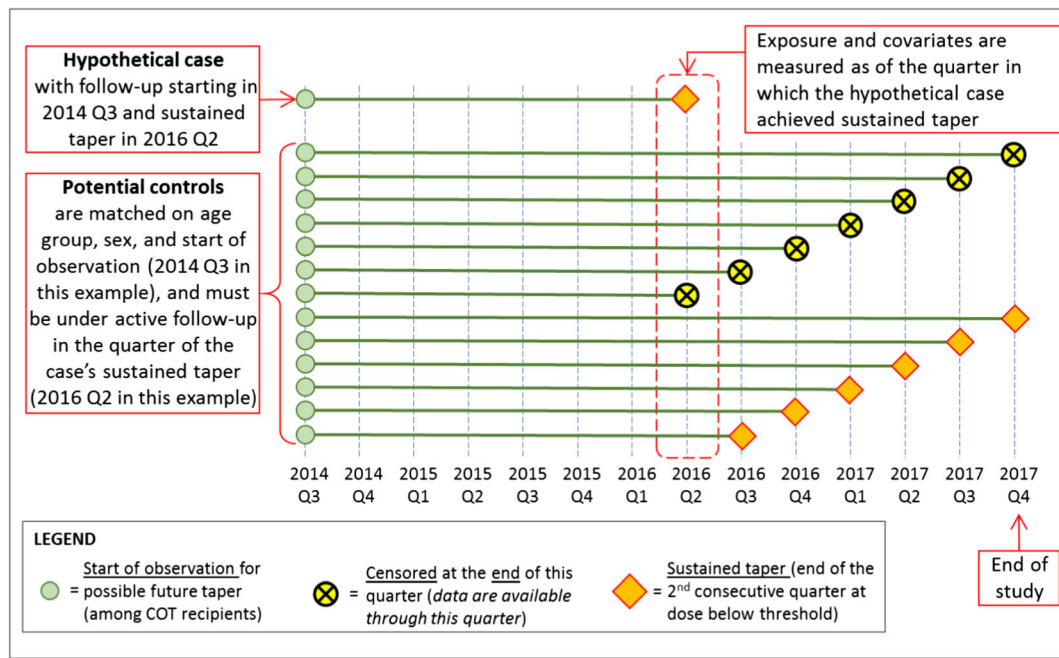 Hypothetical case
with follow-up starting in
2014 Q3 and sustained
taper in 2016 Q2
Exposure and covariates are
measured as of the quarter in
which the hypothetical case
achieved sustained taper
Potential controls
are matched on age
group, sex, and start of
observation (2014 Q3 in
this example), and must
be under active follow-up
in the quarter of the
case's sustained taper
(2016 Q2 in this example)
2014 2014 2015 2015 2015 2015 2016 2016 2016 2016 2017 2017 2017 2017
Q3 Q4 Q1 Q2 Q3 Q4 Q1 Q2 Q3 Q4 Q1 Q2 Q3 Q4
LEGEND
Start of observation for
= possible future taper
(among COT recipients)
Censored at the end of this
= quarter (data are available
through this quarter)
Sustained taper (end of the
= 2nd consecutive quarter at
dose below threshold)
End of
study